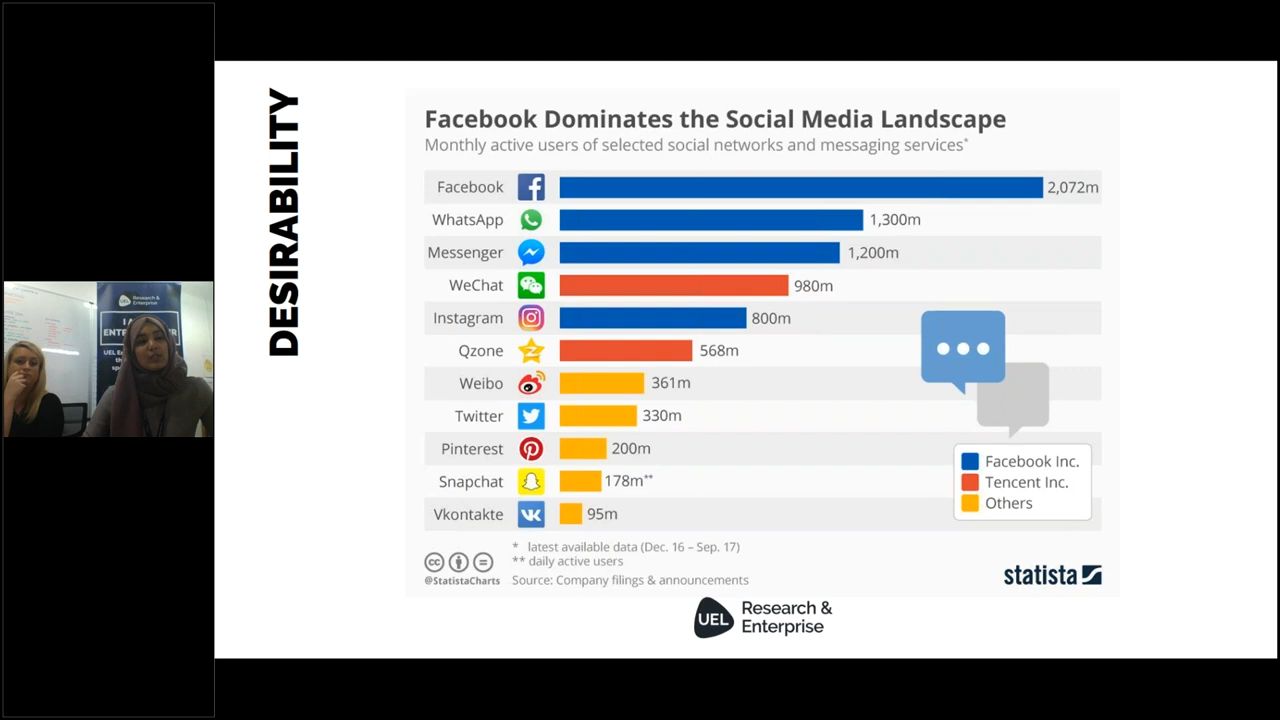 DESIRABILITY
Facebook Dominates the Social Media Landscape
Monthly active users of selected social networks and messaging services*
Facebook 2,072m
WhatsApp 1,300m
Messenger 1,200m
WeChat 980m
Instagram 800m
Qzone 568m
Weibo 361m
Twitter 330m
Pinterest 200m
Snapchat 178m**
Vkontakte 95m
Facebook Inc.
Tencent Inc.
Others
* latest available data (Dec. 16 – Sep. 17)
** daily active users
@StatistaCharts Source: Company filings & announcements
statista
UEL Research &
Enterprise
UEL Research &
Enterprise